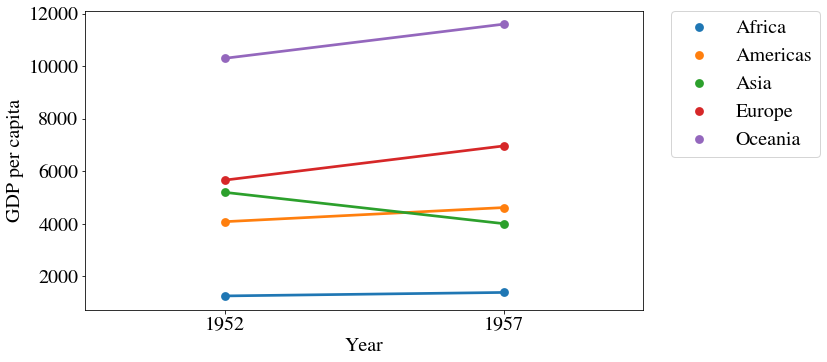 12000
10000
8000
6000
4000
2000
GDP per capita
1952
1957
Year
Africa
Americas
Asia
Europe
Oceania